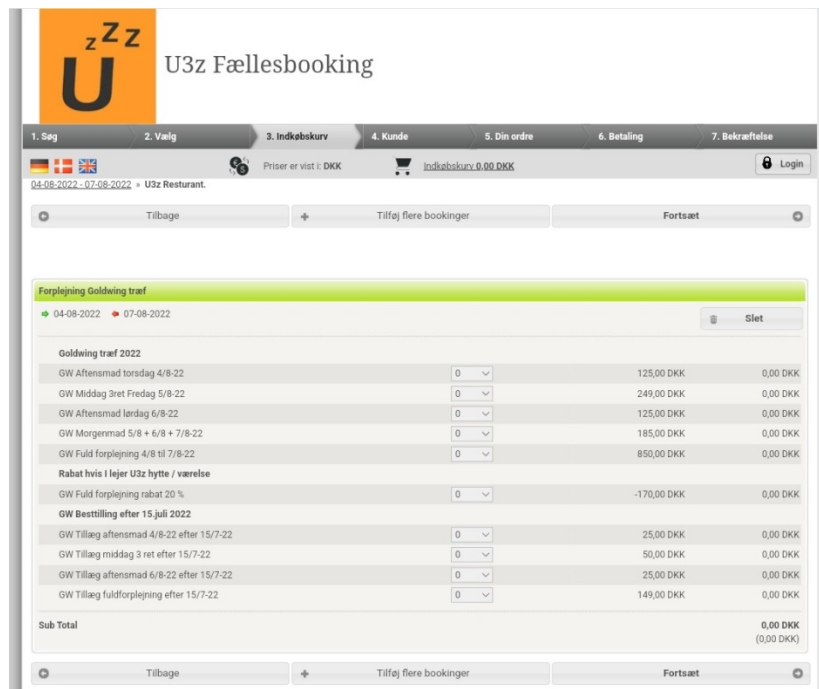 U z Z Z
U3z Fællesbooking
1. Søg 2. Vælg 3. Indkøbskurv 4. Kunde 5. Din ordre 6. Betaling 7. Bekræftelse
Priser er vist i: DKK Indkøbskurv 0,00 DKK Login
04-08-2022 - 07-08-2022 » U3z Resturant.
Tilbage Tilføj flere bookinger Fortsæt
Forplejning Goldwing træf
04-08-2022 07-08-2022 Slet
Goldwing træf 2022
GW Aftensmad torsdag 4/8-22 0 125,00 DKK 0,00 DKK
GW Middag 3ret Fredag 5/8-22 0 249,00 DKK 0,00 DKK
GW Aftensmad lørdag 6/8-22 0 125,00 DKK 0,00 DKK
GW Morgenmad 5/8 + 6/8 + 7/8-22 0 185,00 DKK 0,00 DKK
GW Fuld forplejning 4/8 til 7/8-22 0 850,00 DKK 0,00 DKK
Rabat hvis I lejer U3z hytte / værelse
GW Fuld forplejning rabat 20 % 0 -170,00 DKK 0,00 DKK
GW Besttilling efter 15.juli 2022
GW Tillæg aftensmad 4/8-22 efter 15/7-22 0 25,00 DKK 0,00 DKK
GW Tillæg middag 3 ret efter 15/7-22 0 50,00 DKK 0,00 DKK
GW Tillæg aftensmad 6/8-22 efter 15/7-22 0 25,00 DKK 0,00 DKK
GW Tillæg fuldforplejning efter 15/7-22 0 149,00 DKK 0,00 DKK
Sub Total 0,00 DKK
(0,00 DKK)
Tilbage Tilføj flere bookinger Fortsæt